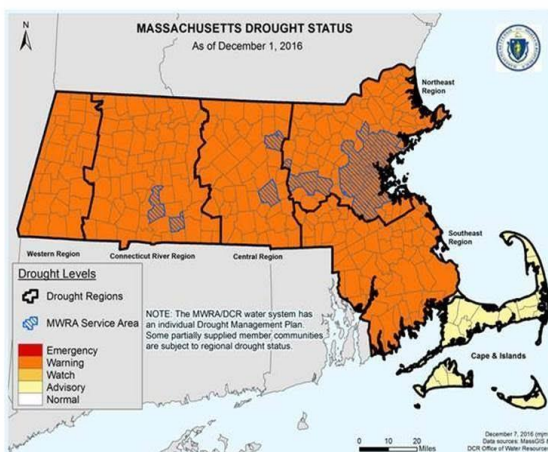 MASSACHUSETTS DROUGHT STATUS
As of December 1, 2016
N
Northeast
Region
Southeast
Region
Western Region
Connecticut River Region
Central Region
Cape & Islands
Drought Levels
Drought Regions
MWRA Service Area
Emergency
Warning
Watch
Advisory
Normal
NOTE: The MWRA/DCR water system has
an individual Drought Management Plan.
Some partially supplied member communities
are subject to regional drought status.
0 10 20
Miles
December 7, 2016 (mjm
Data sources: MassGIS &
DCR Office of Water Resources